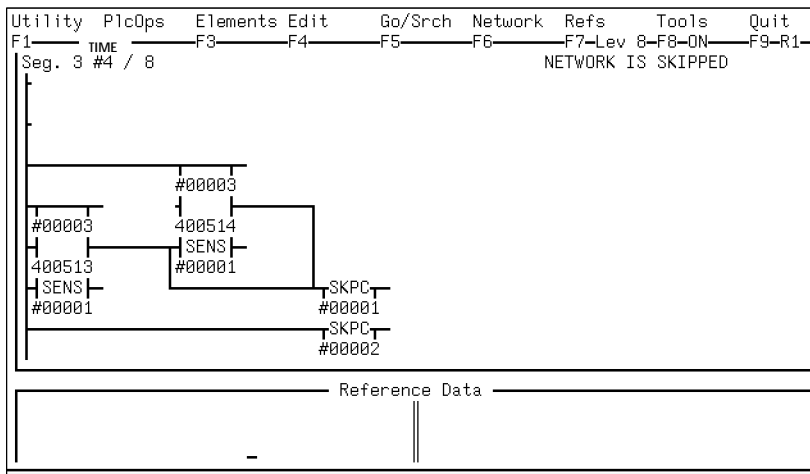 Utility PlcOps Elements Edit Go/Srch Network Refs Tools Quit
F1 TIME F3 F4 F5 F6 F7-Lev 8-F8-ON F9-R1
Seg. 3 #4 / 8 NETWORK IS SKIPPED
#00003
#00003 400514
SENS
400513 #00001
SENS SKPC
#00001 #00001
SKPC
#00002
Reference Data